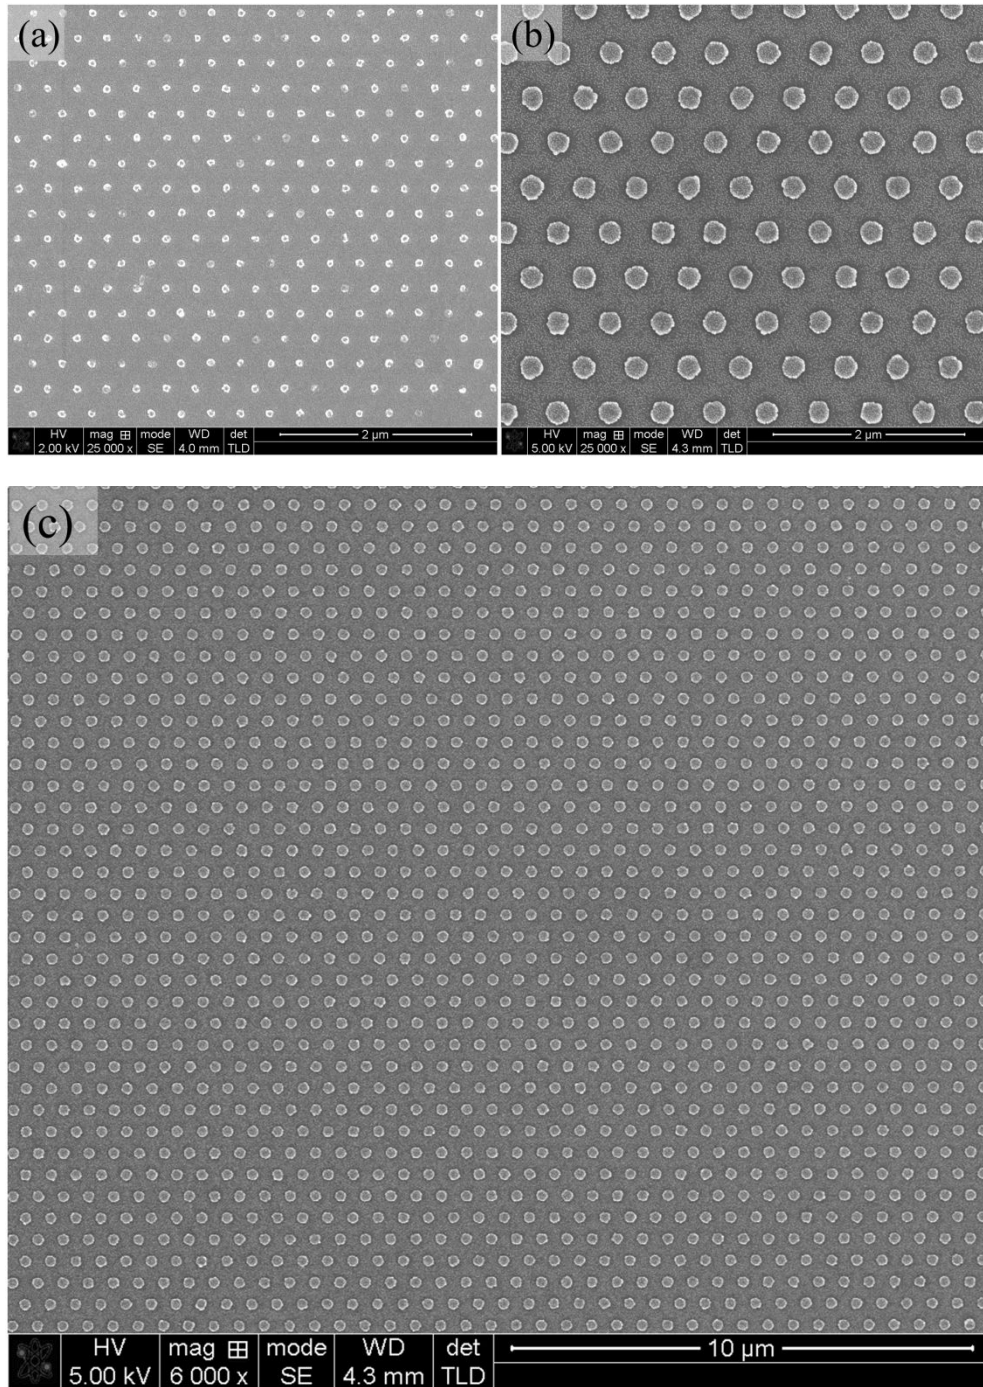 (a)
(b)
HV mag mode WD det
2.00 kV 25 000 x SE 4.0 mm TLD
2 µm
HV mag mode WD det
5.00 kV 25 000 x SE 4.3 mm TLD
2 µm
(c)
HV mag mode WD det
5.00 kV 6 000 x SE 4.3 mm TLD
10 µm